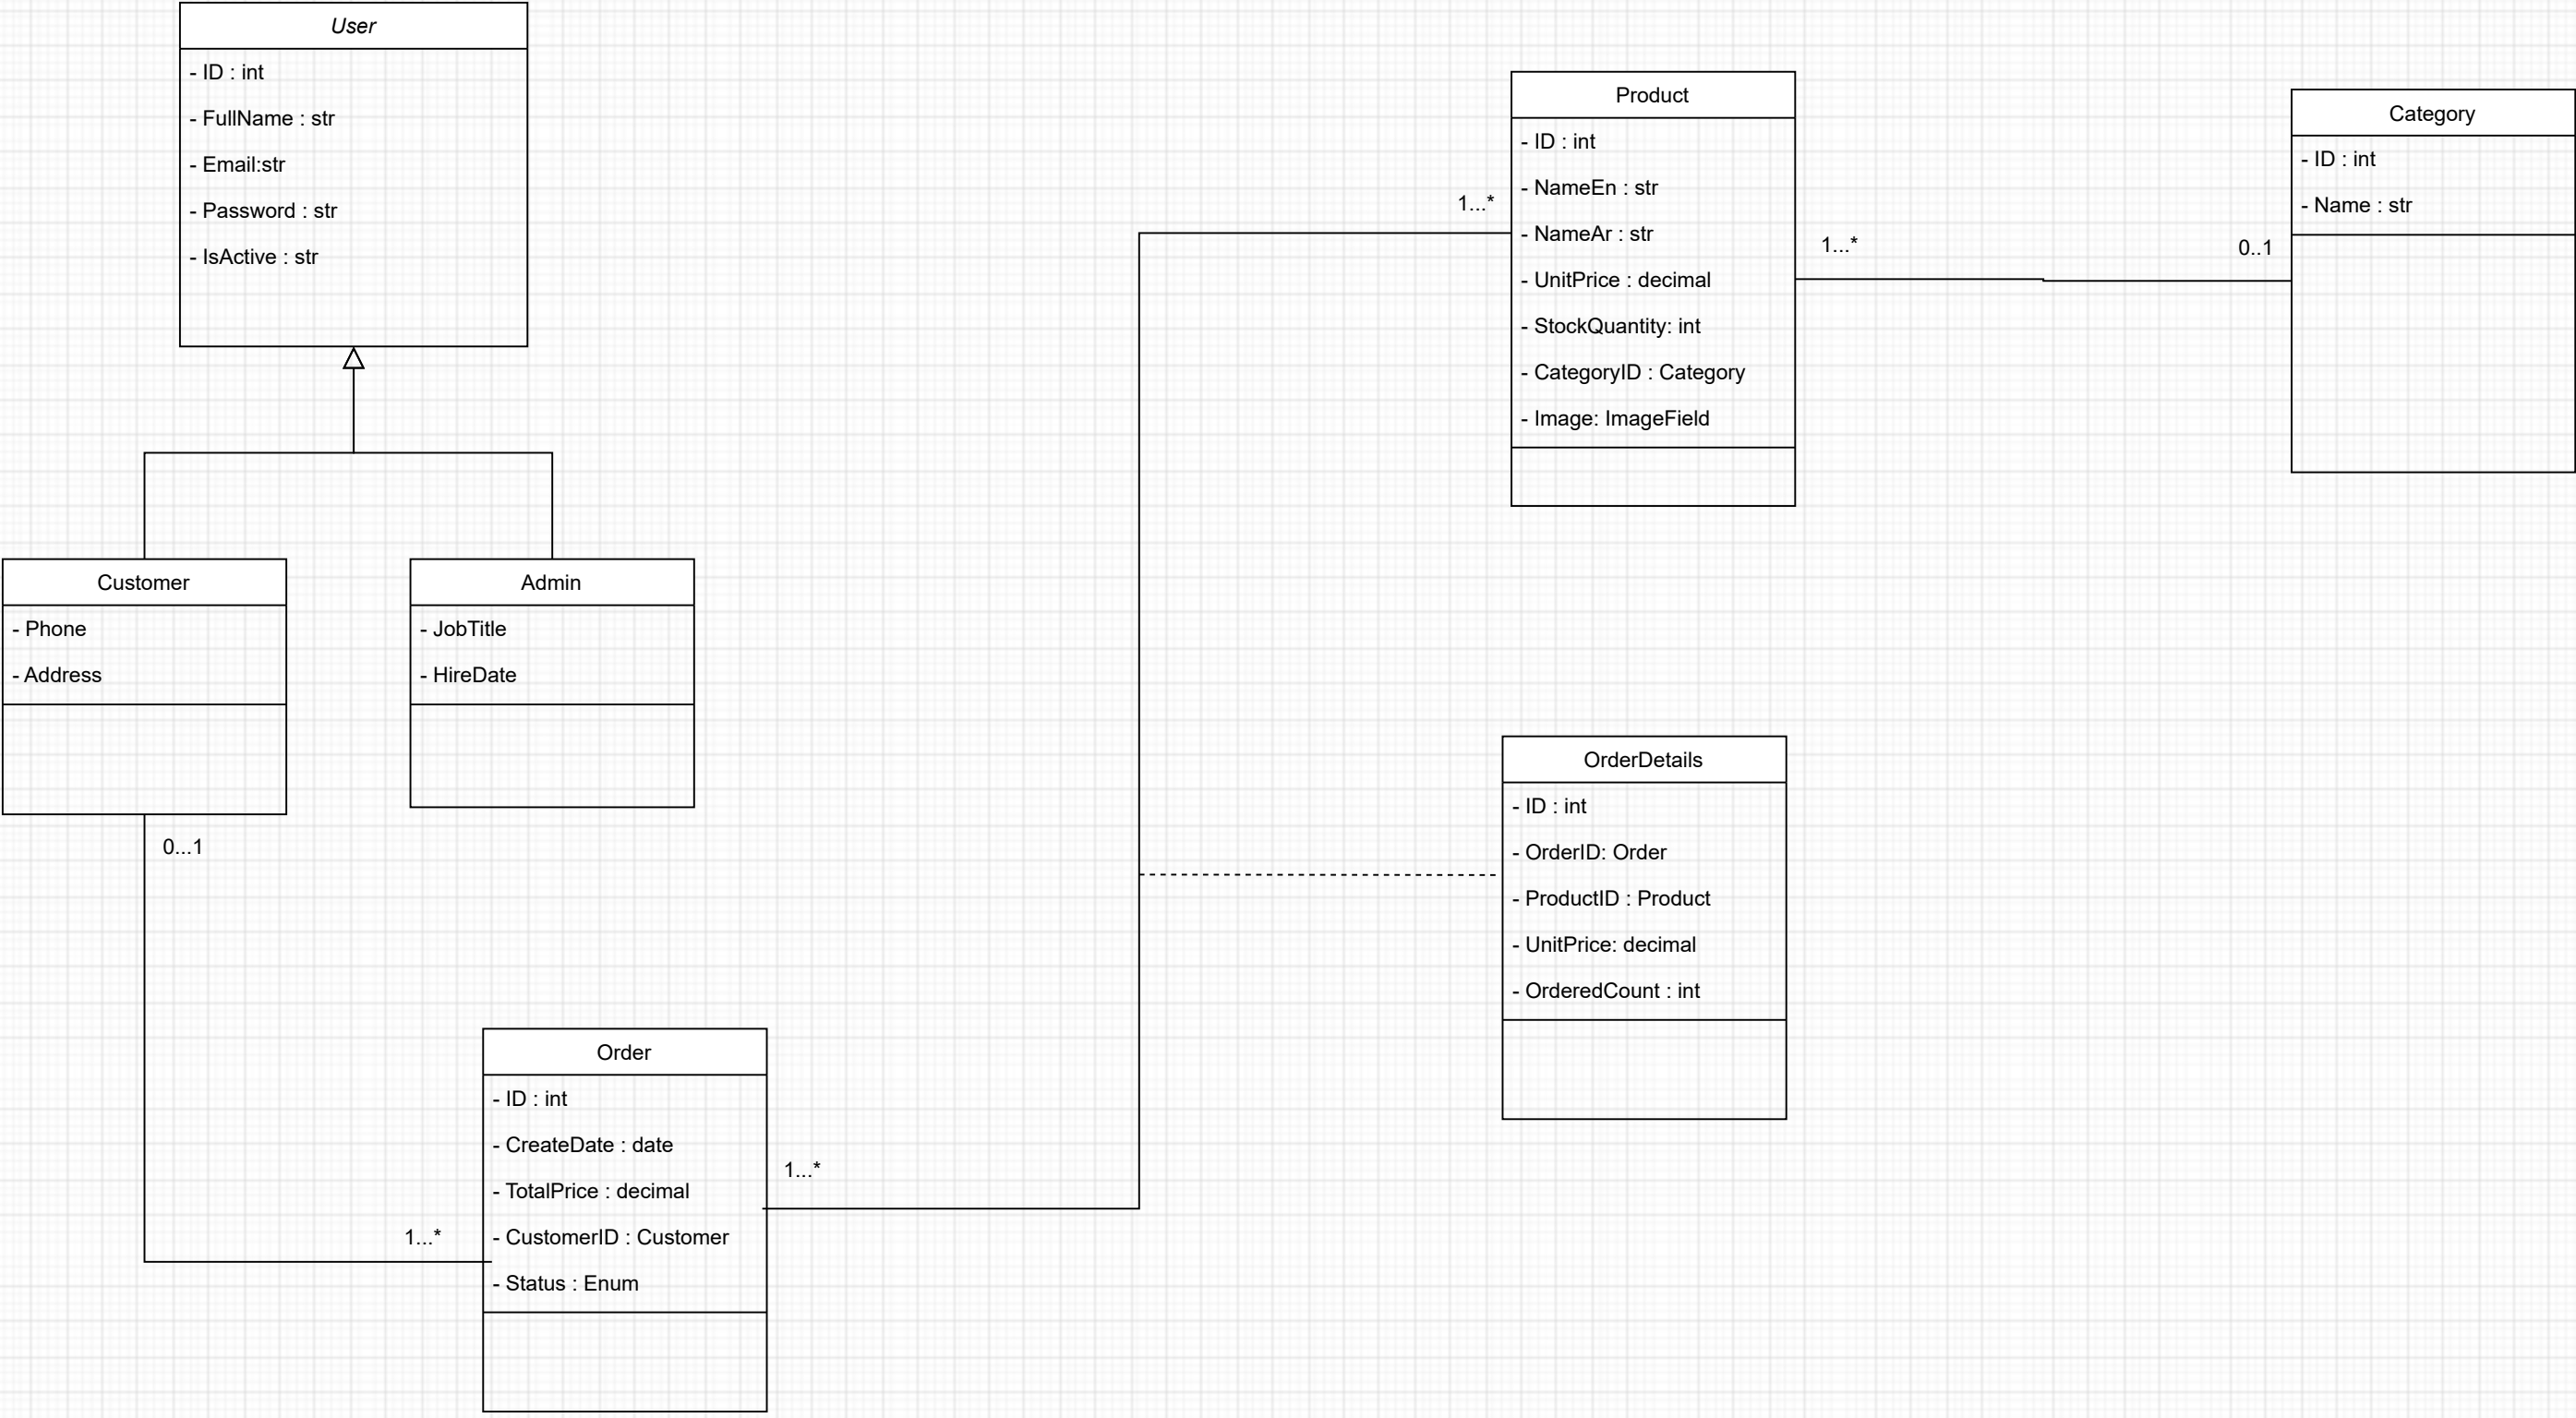 User
- ID : int
- FullName : str
- Email:str
- Password : str
- IsActive : str
Customer
- Phone
- Address
0...1
Admin
- JobTitle
- HireDate
Order
- ID : int
- CreateDate : date
- TotalPrice : decimal
- CustomerID : Customer
- Status : Enum
1...*
1...*
Product
- ID : int
- NameEn : str
- NameAr : str
- UnitPrice : decimal
- StockQuantity: int
- CategoryID : Category
- Image: ImageField
1...*
1...*
0..1
Category
- ID : int
- Name : str
OrderDetails
- ID : int
- OrderID: Order
- ProductID : Product
- UnitPrice: decimal
- OrderedCount : int